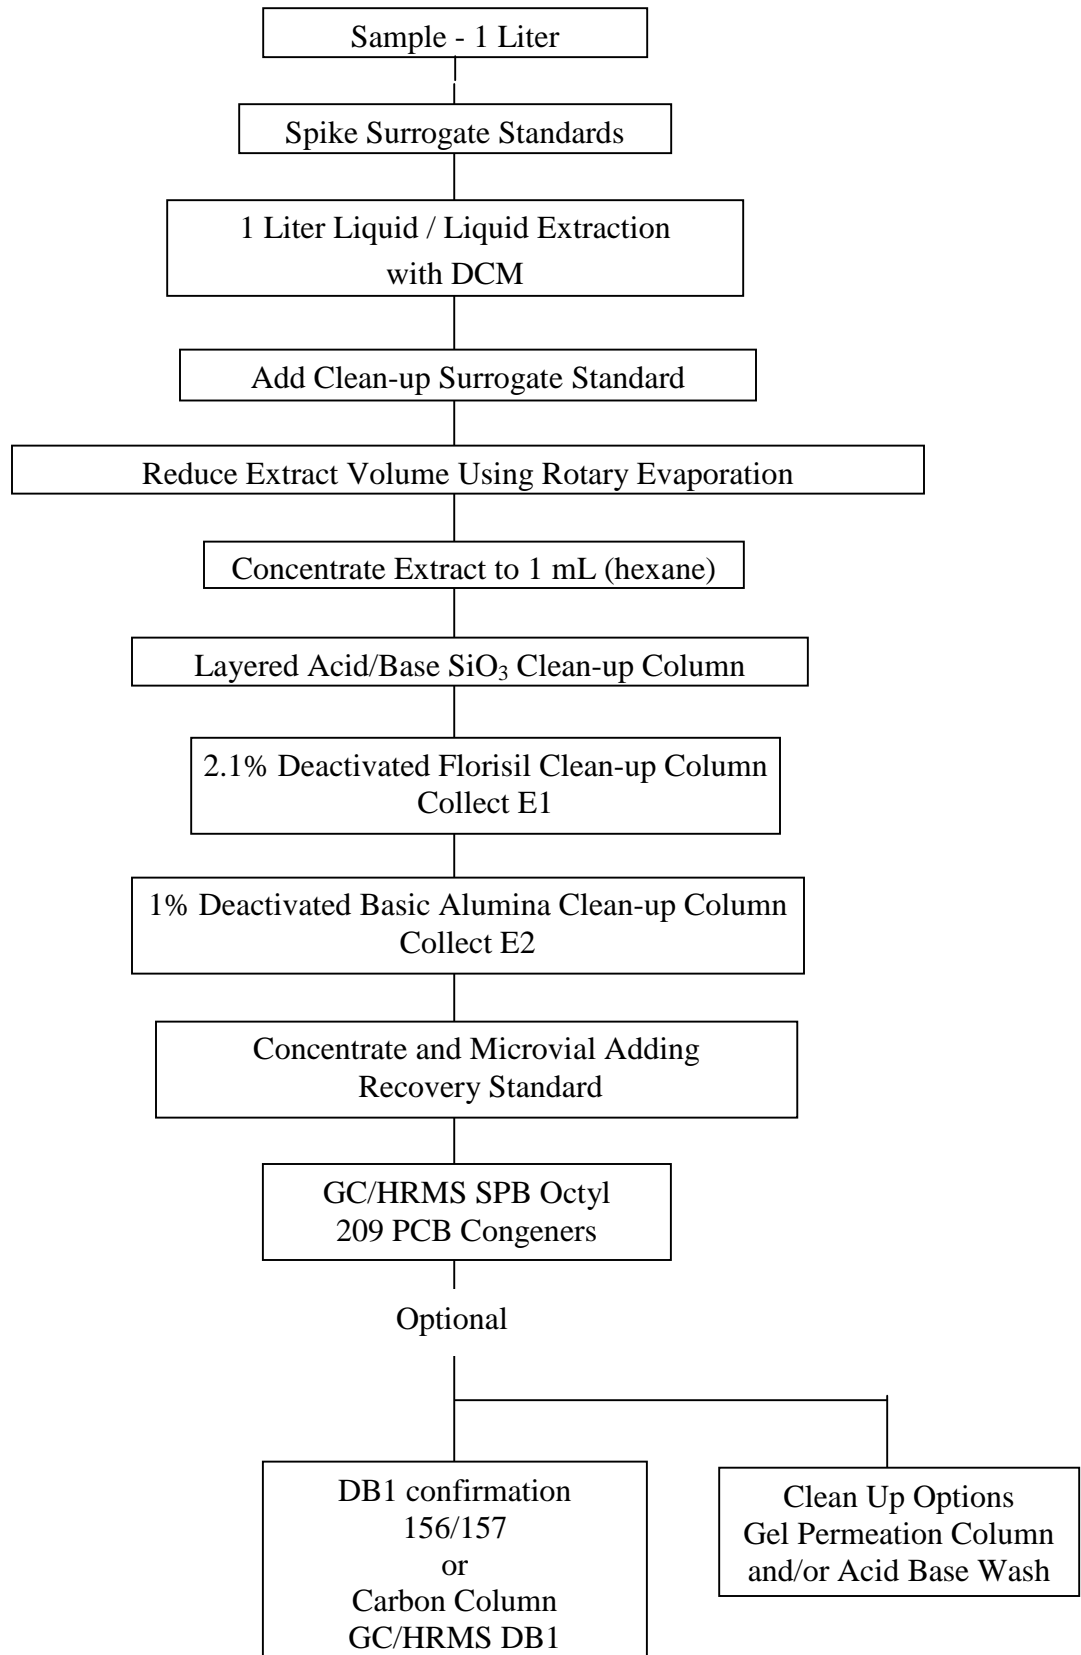 Sample - 1 Liter
Spike Surrogate Standards
1 Liter Liquid / Liquid Extraction
with DCM
Add Clean-up Surrogate Standard
Reduce Extract Volume Using Rotary Evaporation
Concentrate Extract to 1 mL (hexane)
Layered Acid/Base SiO₃ Clean-up Column
2.1% Deactivated Florisil Clean-up Column
Collect E1
1% Deactivated Basic Alumina Clean-up Column
Collect E2
Concentrate and Microvial Adding
Recovery Standard
GC/HRMS SPB Octyl
209 PCB Congeners
Optional
DB1 confirmation
156/157
or
Carbon Column
GC/HRMS DB1
Clean Up Options
Gel Permeation Column
and/or Acid Base Wash